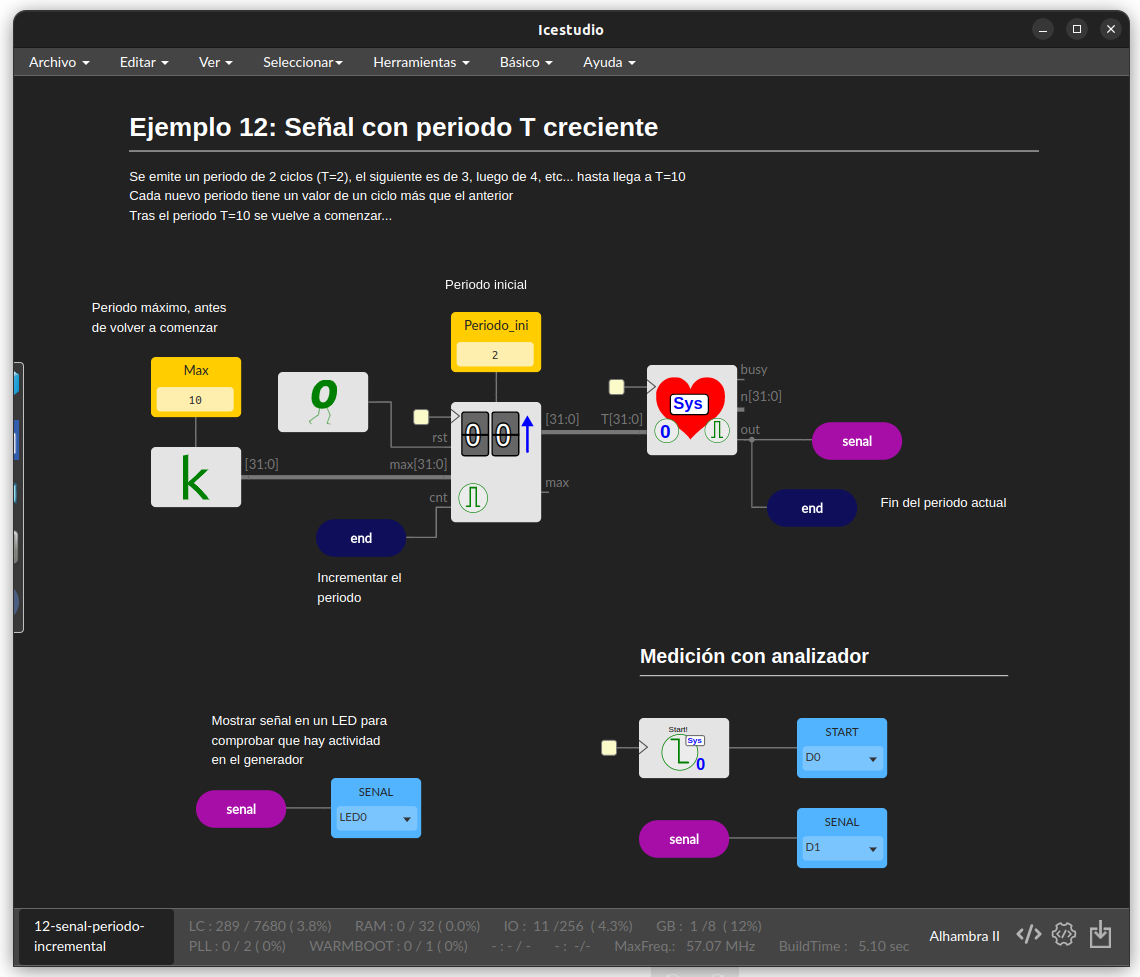 Icestudio
Archivo Editar Ver Seleccionar Herramientas Básico Ayuda
Ejemplo 12: Señal con periodo T creciente
Se emite un periodo de 2 ciclos (T=2), el siguiente es de 3, luego de 4, etc... hasta llega a T=10
Cada nuevo periodo tiene un valor de un ciclo más que el anterior
Tras el periodo T=10 se vuelve a comenzar...
Periodo inicial
Periodo máximo, antes
de volver a comenzar
Periodo_ini
2
Max
10
o
busy
n[31:0]
Sys
0
out
T[31:0]
[31:0]
rst
00
k
[31:0]
max[31:0]
cnt
max
senal
end
Fin del periodo actual
end
Incrementar el
periodo
Medición con analizador
Mostrar señal en un LED para
comprobar que hay actividad
en el generador
Start!
Sys
0
START
D0
senal
SENAL
LED0
senal
SENAL
D1
12-senal-periodo-
incremental
LC : 289 / 7680 ( 3.8%) RAM : 0 / 32 ( 0.0%) IO : 11 /256 ( 4.3%) GB : 1 /8 ( 12%)
PLL : 0 / 2 ( 0%) WARMBOOT : 0 / 1 ( 0%) - : - / - - : -/- MaxFreq.: 57.07 MHz BuildTime : 5.10 sec
Alhambra II